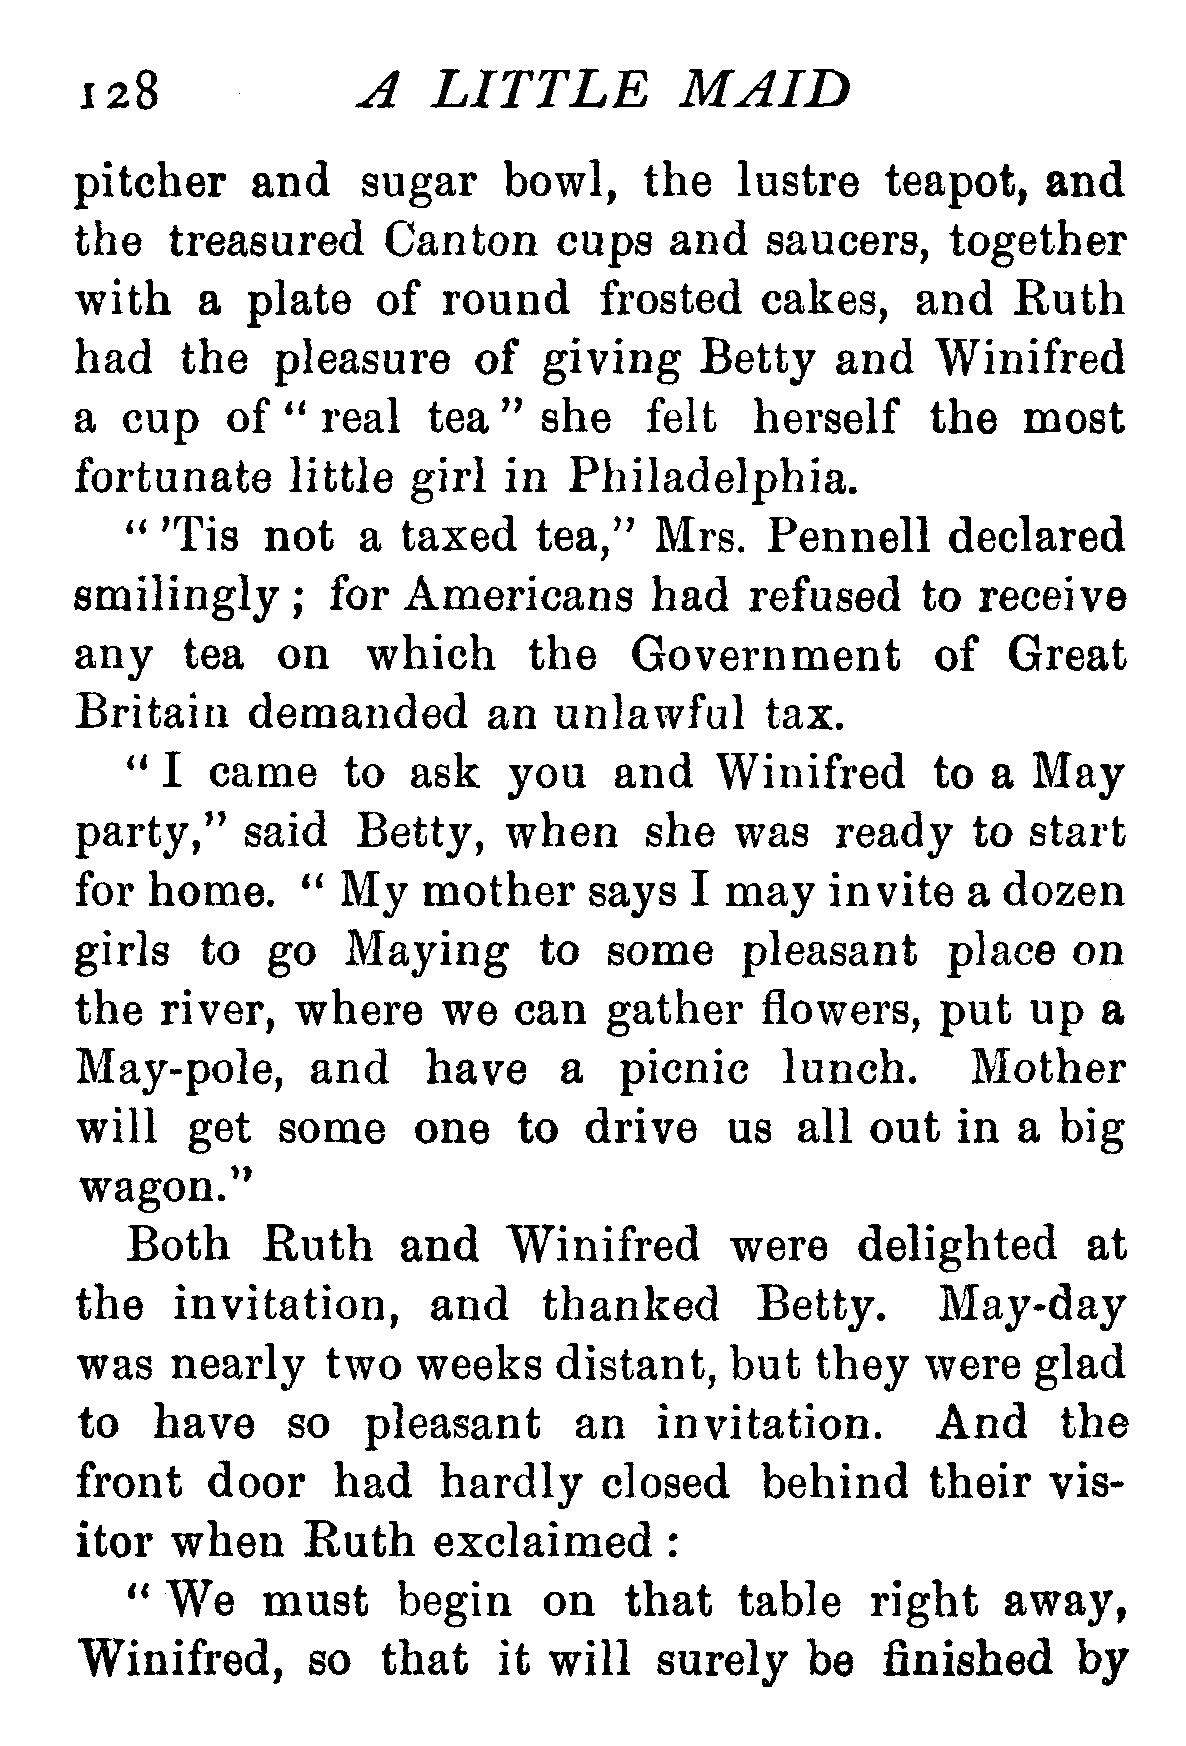 128 A LITTLE MAID
pitcher and sugar bowl, the lustre teapot, and
the treasured Canton cups and saucers, together
with a plate of round frosted cakes, and Ruth
had the pleasure of giving Betty and Winifred
a cup of “ real tea ” she felt herself the most
fortunate little girl in Philadelphia.
“ ’Tis not a taxed tea,” Mrs. Pennell declared
smilingly ; for Americans had refused to receive
any tea on which the Government of Great
Britain demanded an unlawful tax.
“ I came to ask you and Winifred to a May
party,” said Betty, when she was ready to start
for home. “ My mother says I may invite a dozen
girls to go Maying to some pleasant place on
the river, where we can gather flowers, put up a
May-pole, and have a picnic lunch. Mother
will get some one to drive us all out in a big
wagon.”
Both Ruth and Winifred were delighted at
the invitation, and thanked Betty. May-day
was nearly two weeks distant, but they were glad
to have so pleasant an invitation. And the
front door had hardly closed behind their vis-
itor when Ruth exclaimed :
“ We must begin on that table right away,
Winifred, so that it will surely be finished by